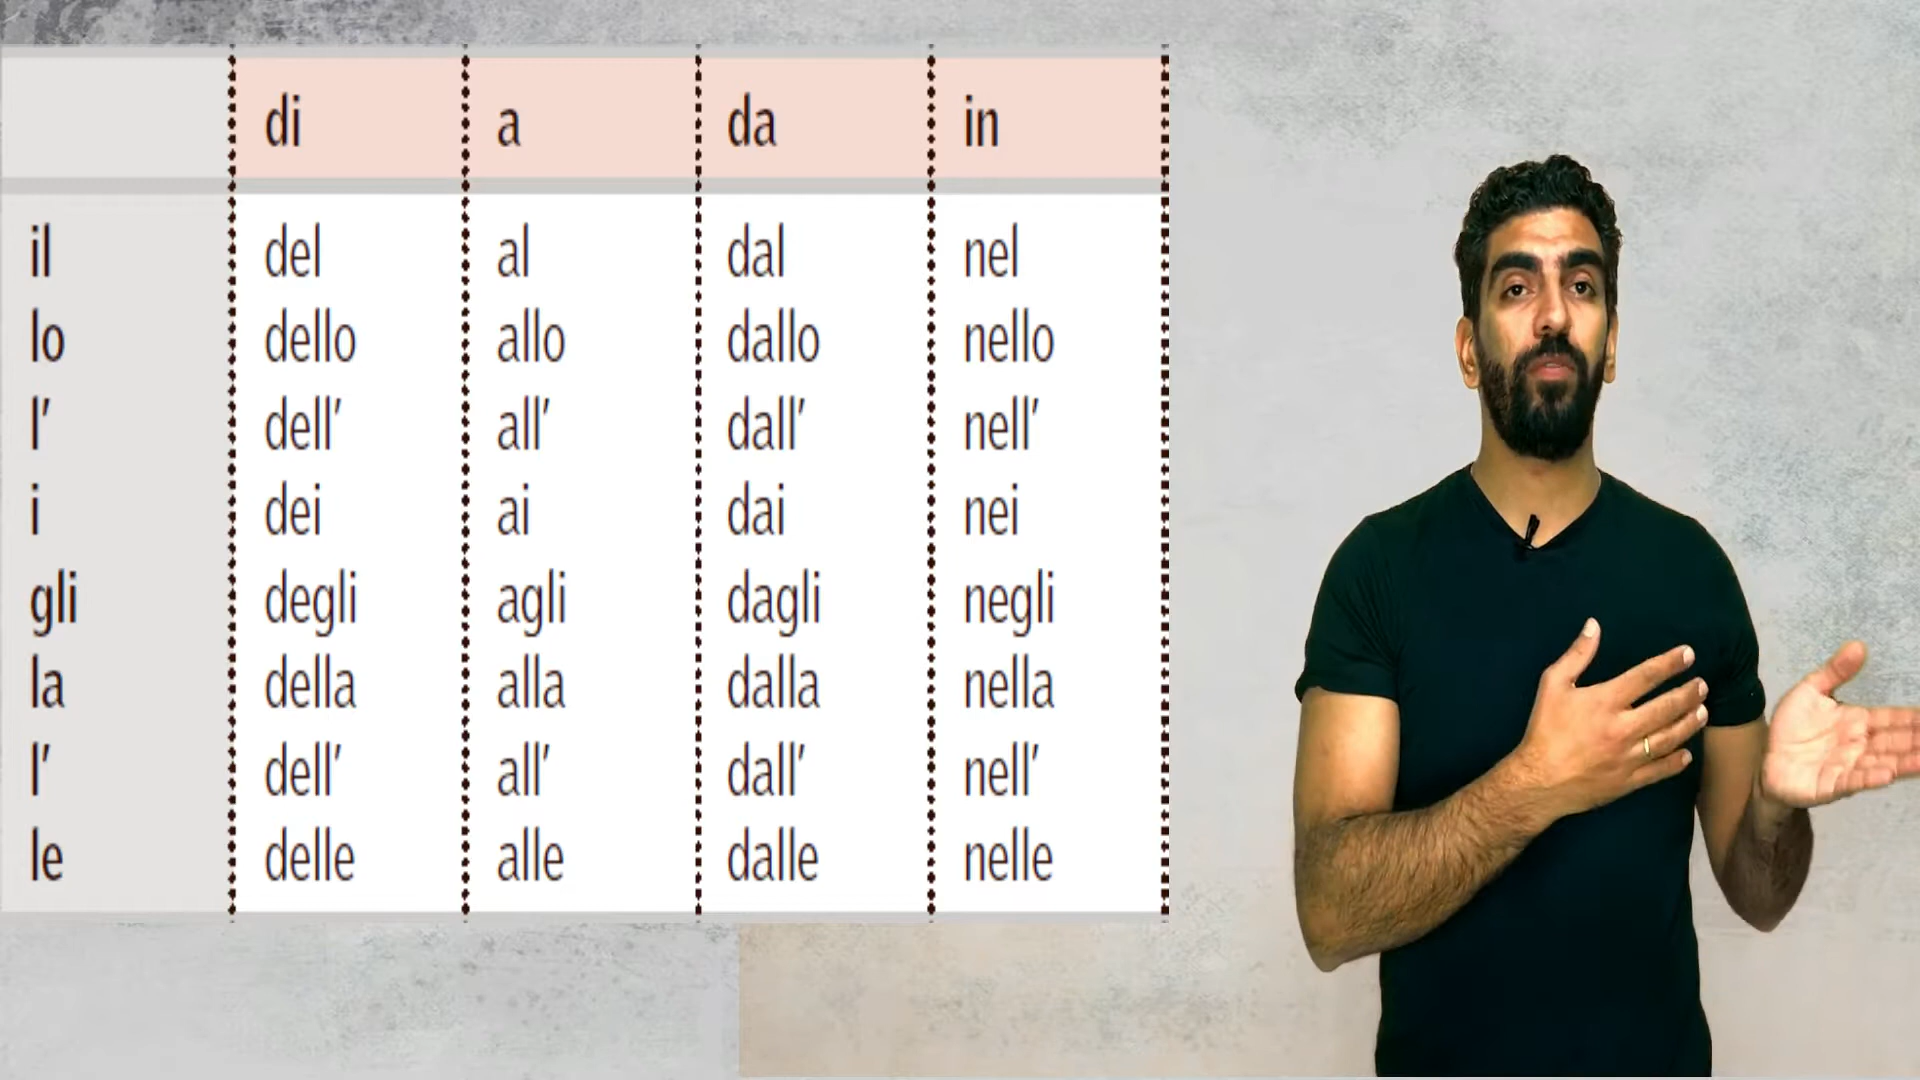 di a da in
il del al dal nel
lo dello allo dallo nello
l’ dell’ all’ dall’ nell’
i dei ai dai nei
gli degli agli dagli negli
la della alla dalla nella
l’ dell’ all’ dall’ nell’
le delle alle dalle nelle